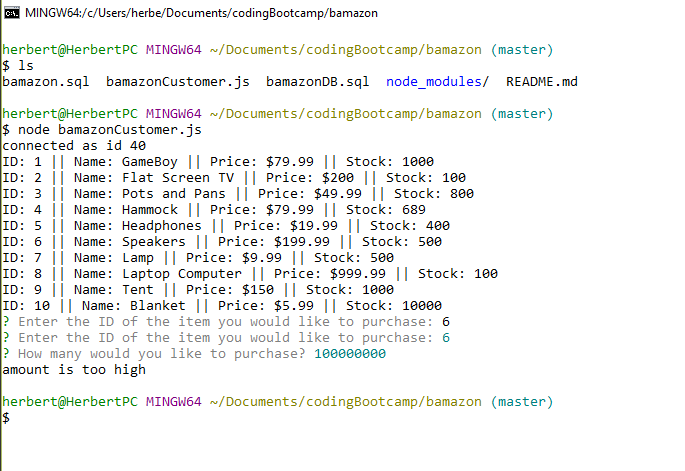 MINGW64:/c/Users/herbe/Documents/codingBootcamp/bamazon
herbert@HerbertPC MINGW64 ~/Documents/codingBootcamp/bamazon (master)
$ ls
bamazon.sql  bamazonCustomer.js  bamazonDB.sql  node_modules/  README.md
herbert@HerbertPC MINGW64 ~/Documents/codingBootcamp/bamazon (master)
$ node bamazonCustomer.js
connected as id 40
ID: 1 || Name: GameBoy || Price: $79.99 || Stock: 1000
ID: 2 || Name: Flat Screen TV || Price: $200 || Stock: 100
ID: 3 || Name: Pots and Pans || Price: $49.99 || Stock: 800
ID: 4 || Name: Hammock || Price: $79.99 || Stock: 689
ID: 5 || Name: Headphones || Price: $19.99 || Stock: 400
ID: 6 || Name: Speakers || Price: $199.99 || Stock: 500
ID: 7 || Name: Lamp || Price: $9.99 || Stock: 500
ID: 8 || Name: Laptop Computer || Price: $999.99 || Stock: 100
ID: 9 || Name: Tent || Price: $150 || Stock: 1000
ID: 10 || Name: Blanket || Price: $5.99 || Stock: 10000
? Enter the ID of the item you would like to purchase: 6
? Enter the ID of the item you would like to purchase: 6
? How many would you like to purchase? 100000000
amount is too high
herbert@HerbertPC MINGW64 ~/Documents/codingBootcamp/bamazon (master)
$